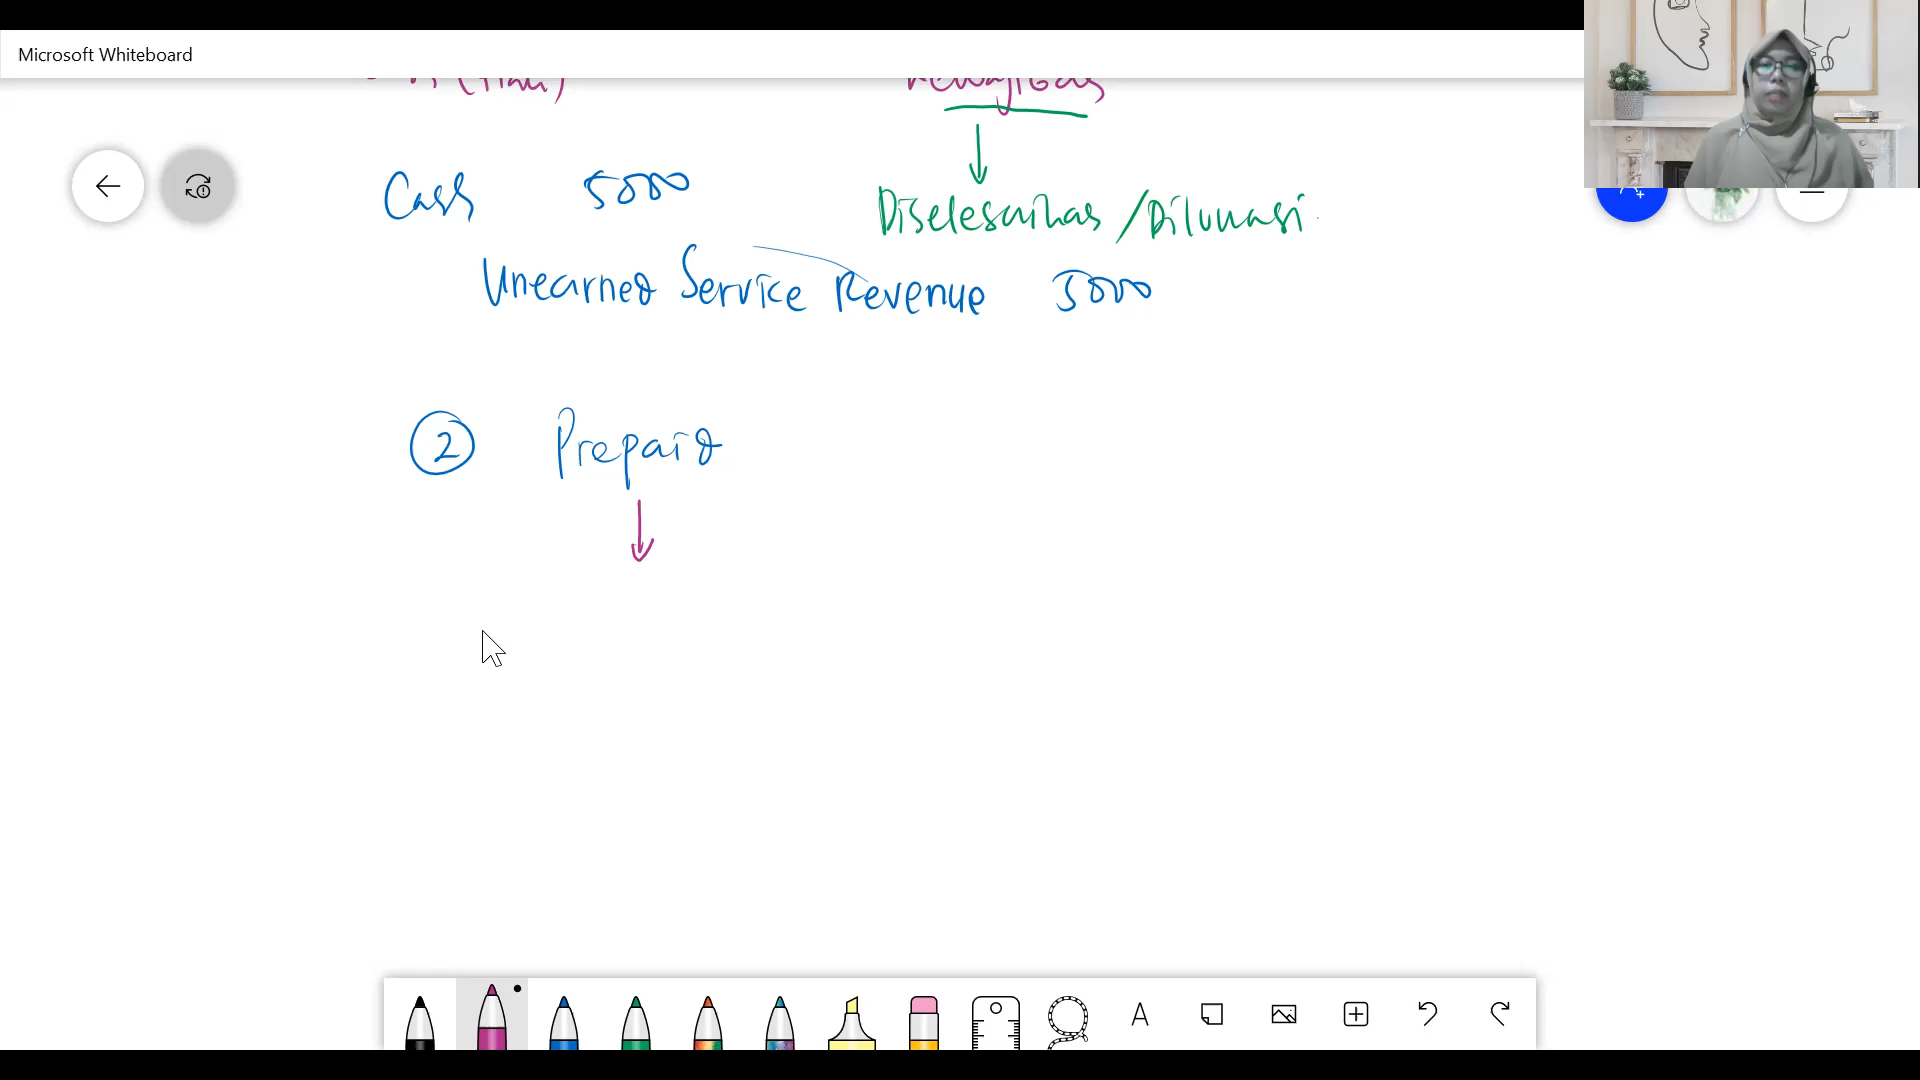 Microsoft Whiteboard
Cash 5000
Diselesaikan /Dilunasi
Unearned Service Revenue 5000
2 Prepaid
A